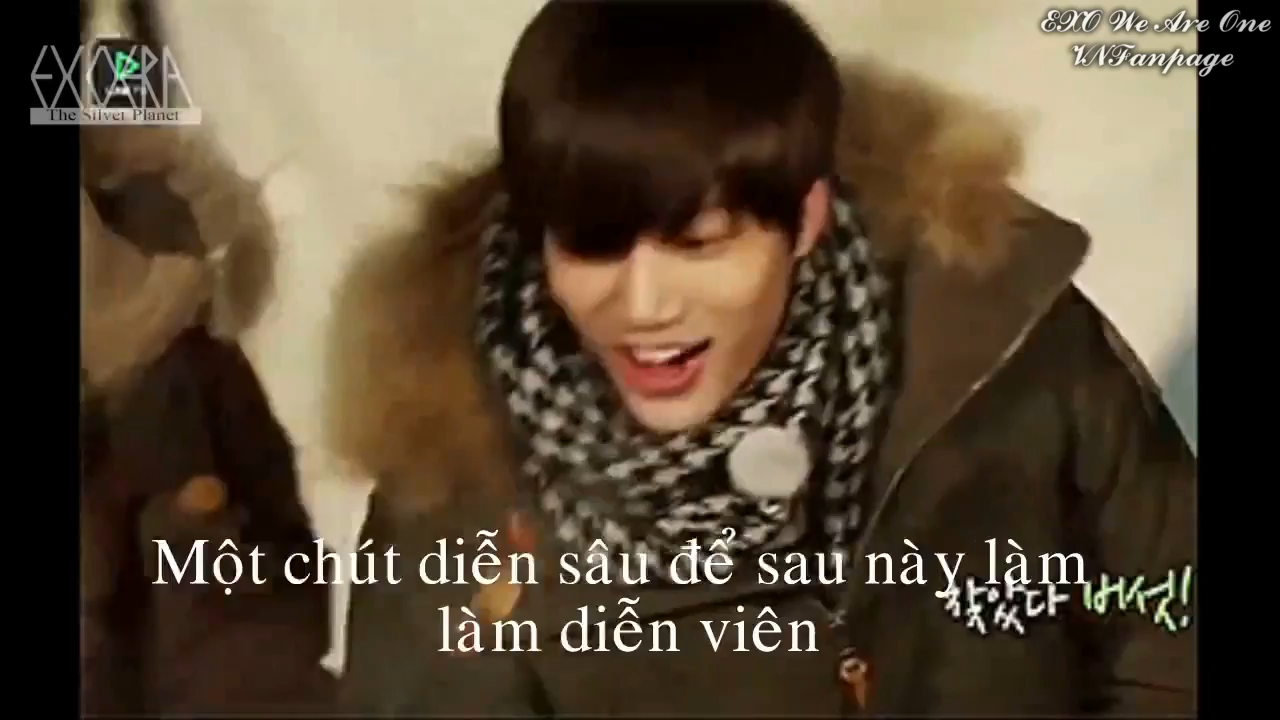 EXO We Are One
VNFanpage
The Silver Planet
Một chút diễn sâu để sau này làm
làm diễn viên
찾았다 버섯!